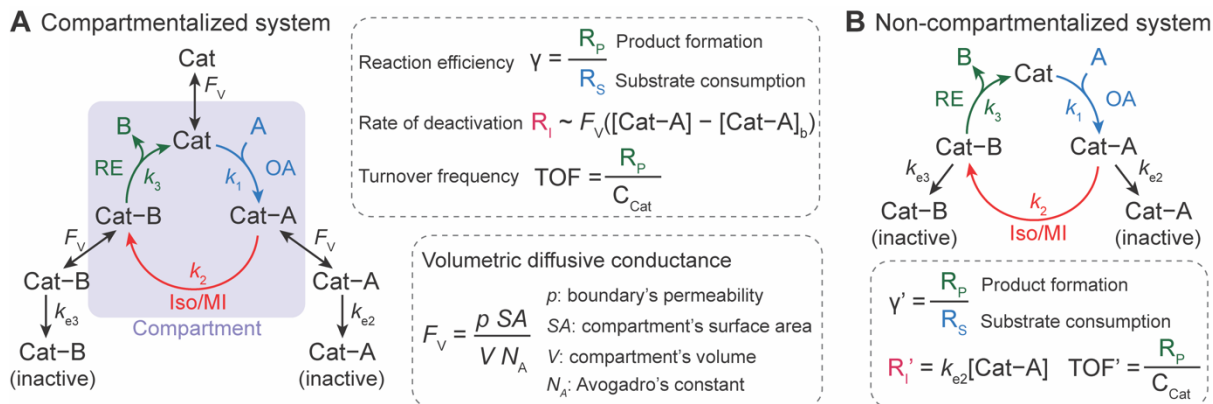 A Compartmentalized system
Cat
F_V
B
Cat
A
RE
k_3
k_1
OA
Cat−B
Cat−A
F_V
k_2
F_V
Cat−B
Iso/MI
Cat−A
k_e3
Compartment
k_e2
Cat−B
(inactive)
Cat−A
(inactive)
Reaction efficiency γ = R_P / R_S
Product formation
Substrate consumption
Rate of deactivation R_I ~ F_V([Cat−A] − [Cat−A]_b)
Turnover frequency TOF = R_P / C_Cat
Volumetric diffusive conductance
F_V = p SA / V N_A
p: boundary's permeability
SA: compartment's surface area
V: compartment's volume
N_A: Avogadro's constant
B Non-compartmentalized system
B
Cat
A
RE
k_3
k_1
OA
Cat−B
Cat−A
k_e3
k_2
k_e2
Cat−B
(inactive)
Iso/MI
Cat−A
(inactive)
γ' = R_P / R_S
Product formation
Substrate consumption
R_I' = k_e2[Cat−A] TOF' = R_P / C_Cat